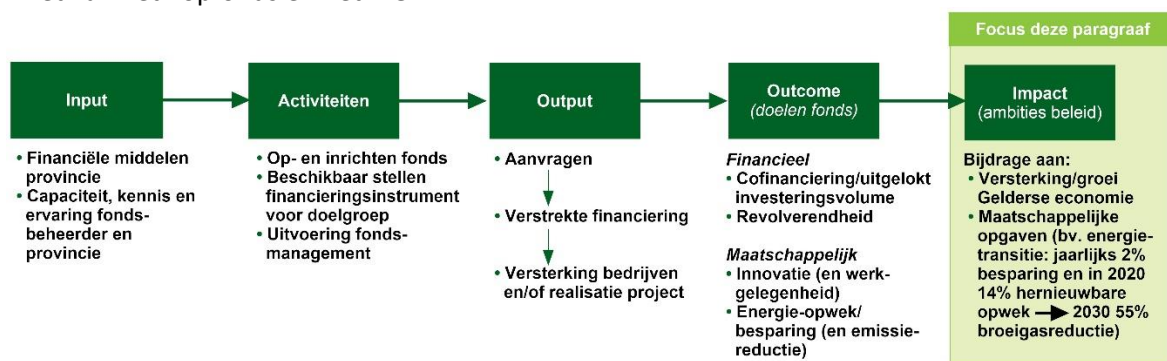 Focus deze paragraaf
Input
Activiteiten
Output
Outcome
(doelen fonds)
Impact
(ambities beleid)
• Financiële middelen
provincie
• Capaciteit, kennis en
ervaring fonds-
beheerder en
provincie
• Op- en inrichten fonds
• Beschikbaar stellen
financieringsinstrument
voor doelgroep
• Uitvoering fonds-
management
• Aanvragen
• Verstrekte financiering
• Versterking bedrijven
en/of realisatie project
Financieel
• Cofinanciering/uitgelokt
investeringsvolume
• Revolverendheid
Maatschappelijk
• Innovatie (en werk-
gelegenheid)
• Energie-opwek/
besparing (en emissie-
reductie)
Bijdrage aan:
• Versterking/groei
Gelderse economie
• Maatschappelijke
opgaven (bv. energie-
transitie: jaarlijks 2%
besparing en in 2020
14% hernieuwbare
opwek → 2030 55%
broeigasreductie)